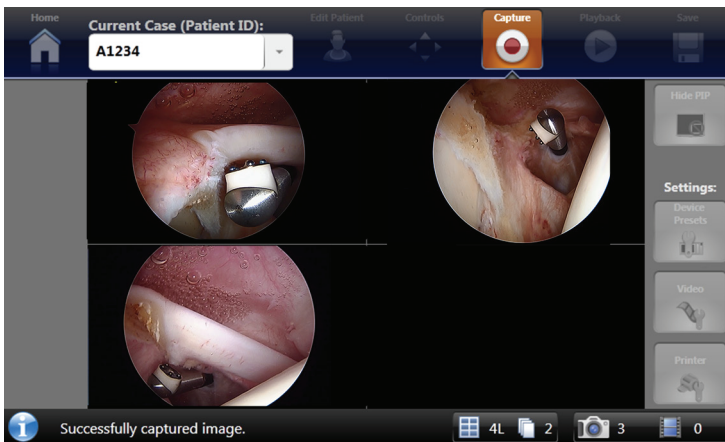 Home
Current Case (Patient ID):
A1234
Edit Patient
Controls
Capture
Playback
Save
Hide PIP
Settings:
Device
Presets
Video
Printer
Successfully captured image.
4L 2 3 0